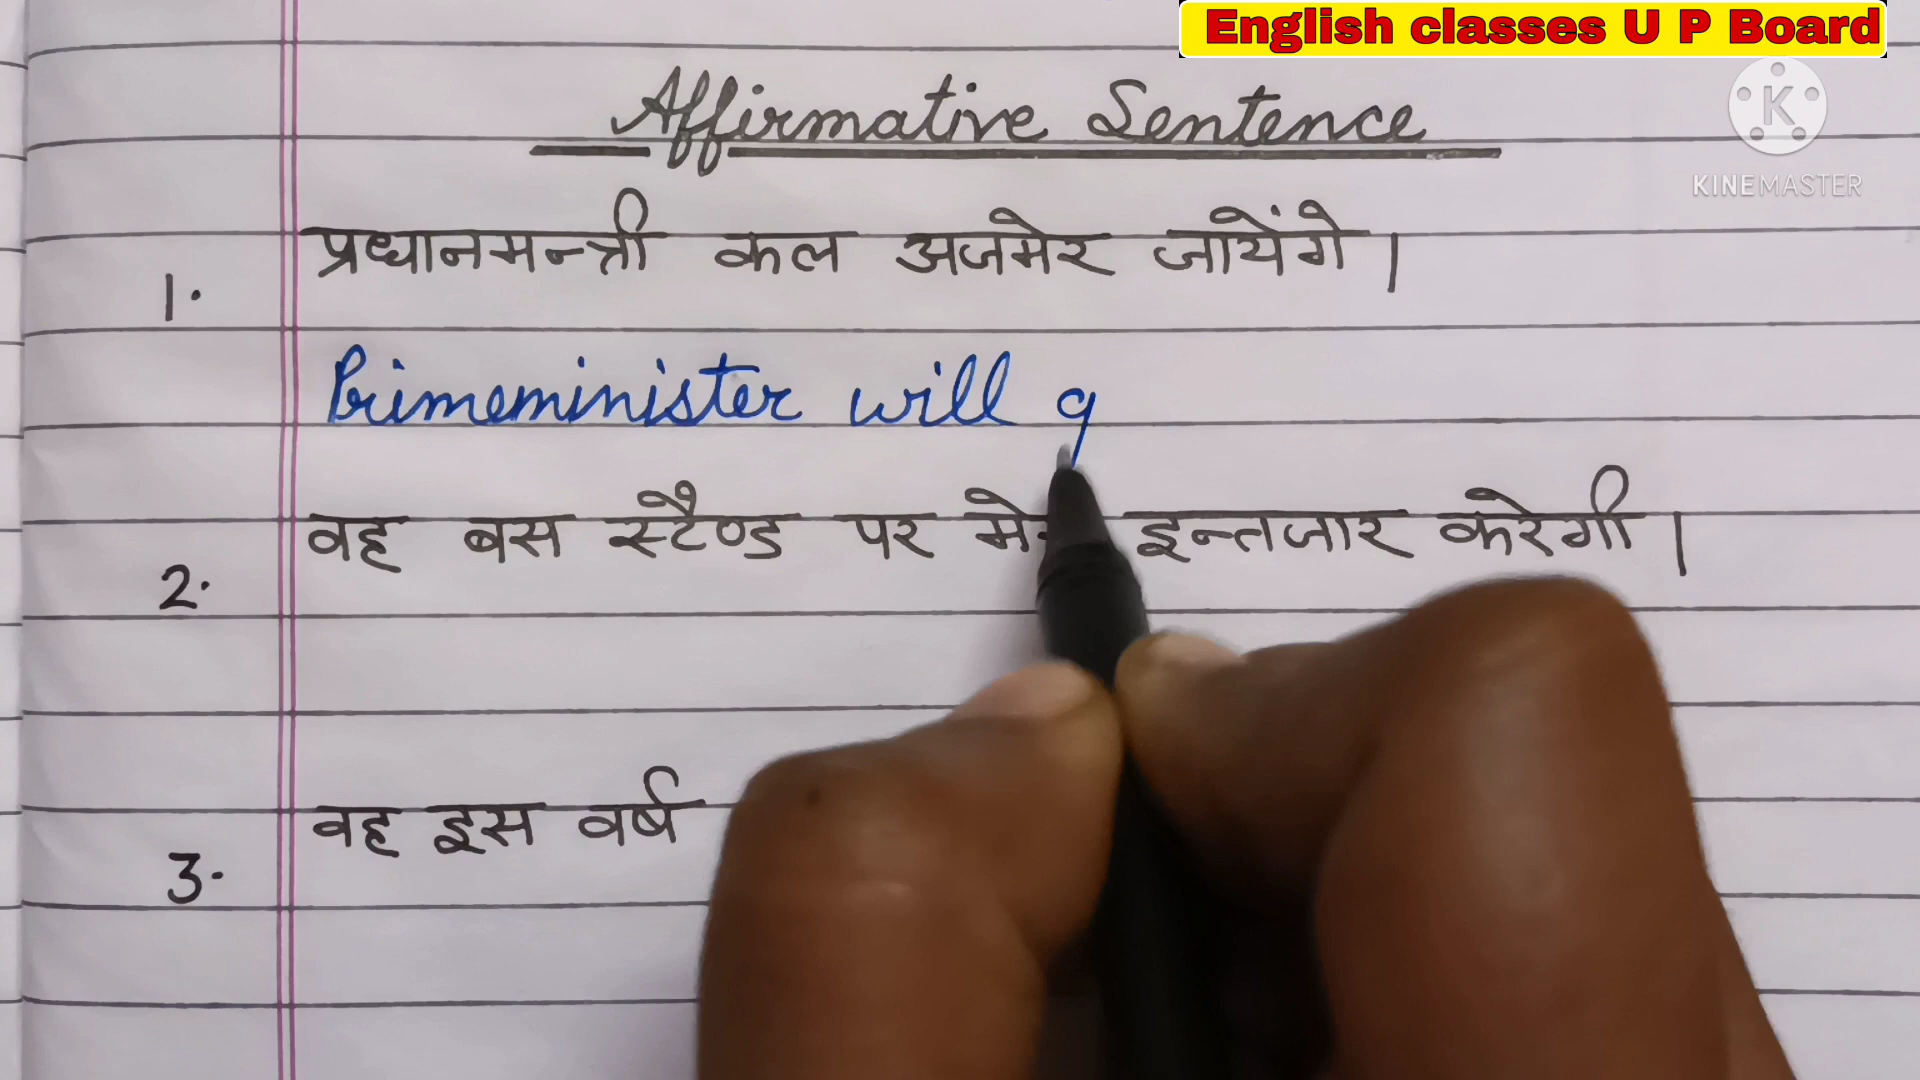 English classes U P Board
Affirmative Sentence
KINEMASTER
1. प्रधानमन्त्री कल अजमेर जायेंगे।
Primeminister will g
2. वह बस स्टैण्ड पर इन्तजार करेगी।
3. वह इस वर्ष